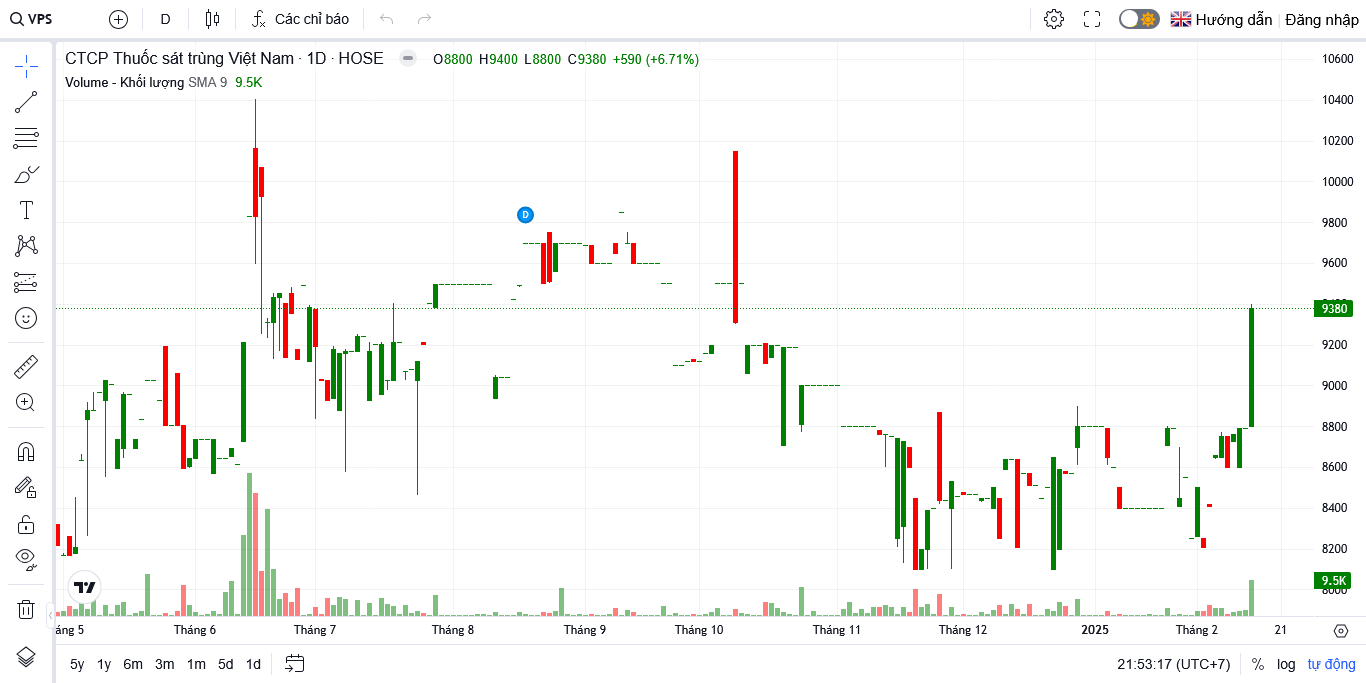 VPS D Các chỉ báo Hướng dẫn Đăng nhập
CTCP Thuốc sát trùng Việt Nam · 1D · HOSE O8800 H9400 L8800 C9380 +590 (+6.71%)
Volume - Khối lượng SMA 9 9.5K
10600
10400
10200
10000
9800
D
9600
9380
9200
9000
8800
8600
8400
8200
9.5K
8000
áng 5 Tháng 6 Tháng 7 Tháng 8 Tháng 9 Tháng 10 Tháng 11 Tháng 12 2025 Tháng 2 21
5y 1y 6m 3m 1m 5d 1d 21:53:17 (UTC+7) % log tự động